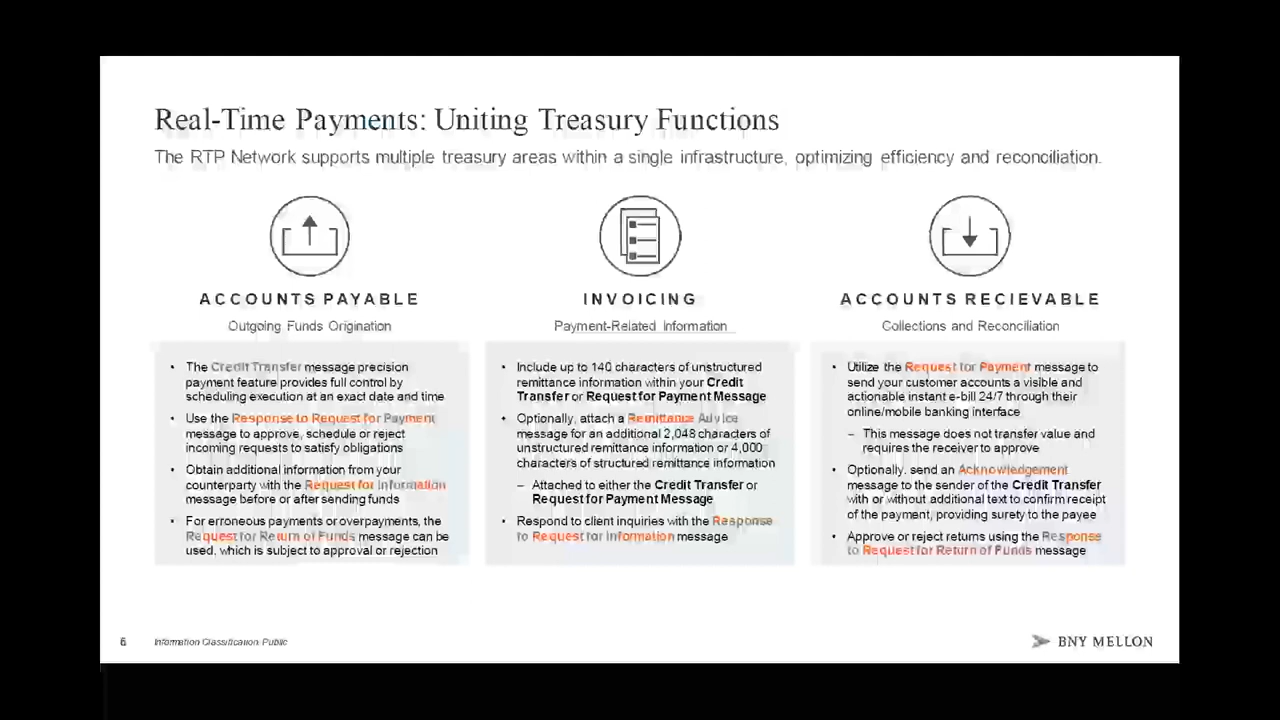 Real-Time Payments: Uniting Treasury Functions
The RTP Network supports multiple treasury areas within a single infrastructure, optimizing efficiency and reconciliation.
ACCOUNTS PAYABLE
Outgoing Funds Origination
• The Credit Transfer message precision
payment feature provides full control by
scheduling execution at an exact date and time
• Use the Response to Request for Payment
message to approve, schedule or reject
incoming requests to satisfy obligations
• Obtain additional information from your
counterparty with the Request for Information
message before or after sending funds
• For erroneous payments or overpayments, the
Request for Return of Funds message can be
used, which is subject to approval or rejection
INVOICING
Payment-Related Information
• Include up to 140 characters of unstructured
remittance information within your Credit
Transfer or Request for Payment Message
• Optionally, attach a Remittance Advice
message for an additional 2,048 characters of
unstructured remittance information or 4,000
characters of structured remittance information
– Attached to either the Credit Transfer or
Request for Payment Message
• Respond to client inquiries with the Response
to Request for Information message
ACCOUNTS RECIEVABLE
Collections and Reconciliation
• Utilize the Request for Payment message to
send your customer accounts a visible and
actionable instant e-bill 24/7 through their
online/mobile banking interface
– This message does not transfer value and
requires the receiver to approve
• Optionally, send an Acknowledgement
message to the sender of the Credit Transfer
with or without additional text to confirm receipt
of the payment, providing surety to the payee
• Approve or reject returns using the Response
to Request for Return of Funds message
6
Information Classification: Public
BNY MELLON